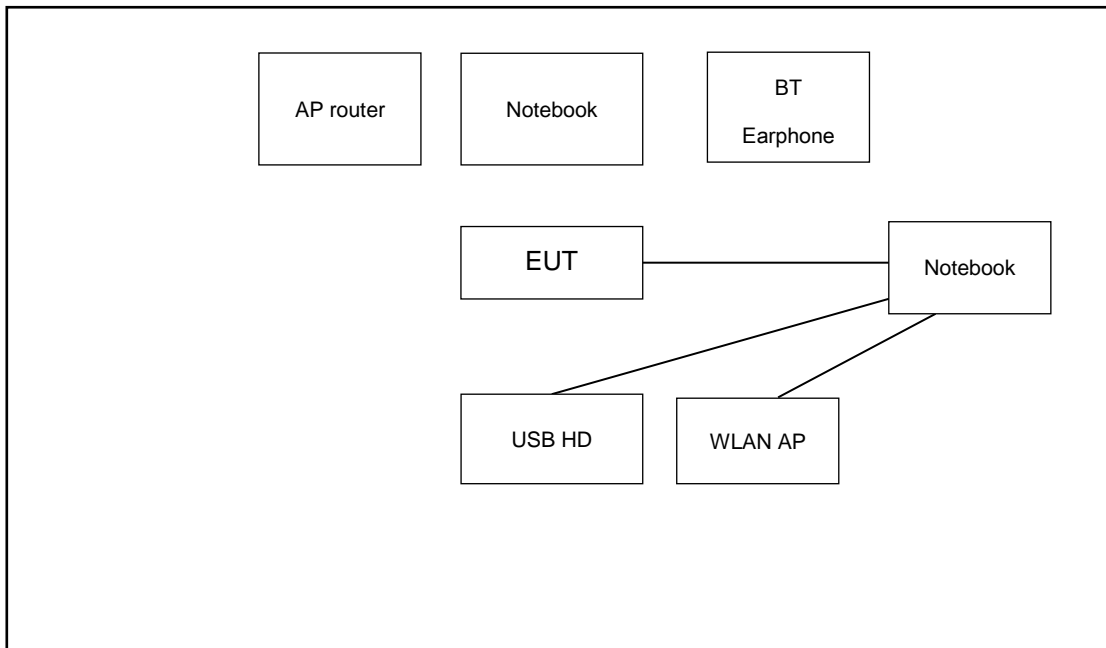 AP router
Notebook
BT
Earphone
EUT
Notebook
USB HD
WLAN AP